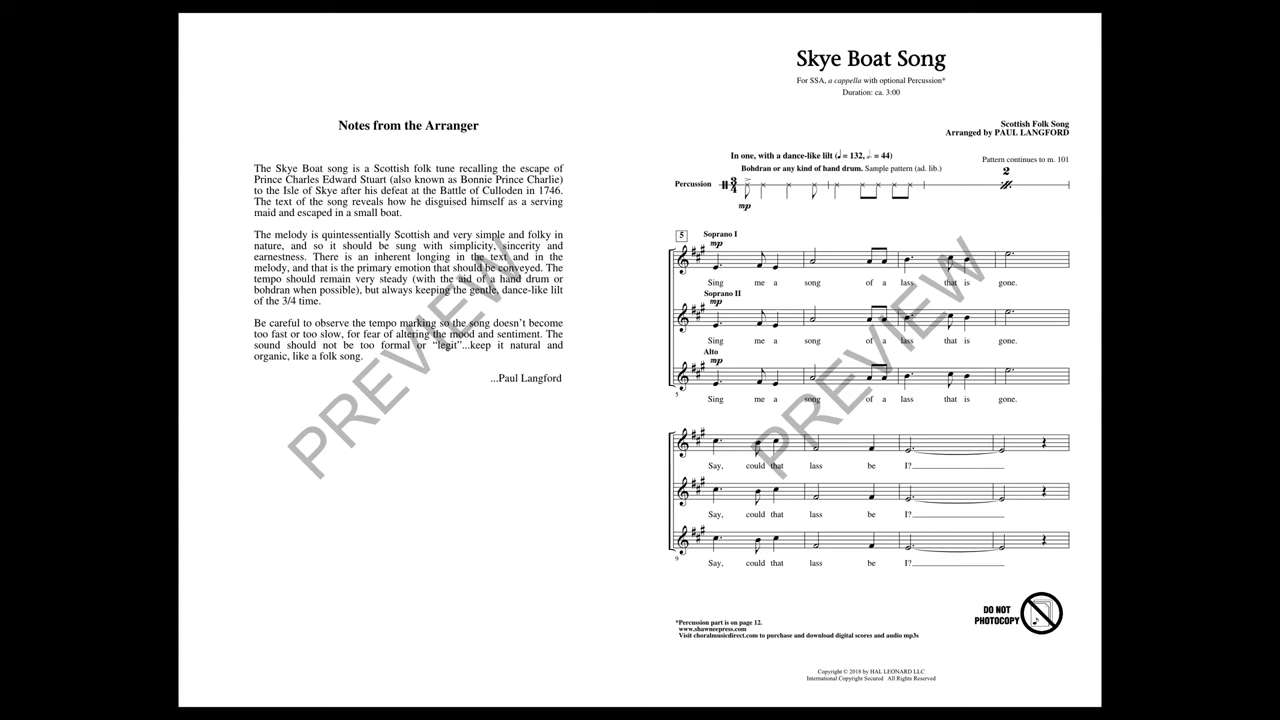 Notes from the Arranger
The Skye Boat song is a Scottish folk tune recalling the escape of
Prince Charles Edward Stuart (also known as Bonnie Prince Charlie)
to the Isle of Skye after his defeat at the Battle of Culloden in 1746.
The text of the song reveals how he disguised himself as a serving
maid and escaped in a small boat.
The melody is quintessentially Scottish and very simple and folky in
nature, and so it should be sung with simplicity, sincerity and
earnestness. There is an inherent longing in the text and in the
melody, and that is the primary emotion that should be conveyed. The
tempo should remain very steady (with the aid of a hand drum or
bohdran when possible), but always keeping the gentle, dance-like lilt
of the 3/4 time.
Be careful to observe the tempo marking so the song doesn't become
too fast or too slow, for fear of altering the mood and sentiment. The
sound should not be too formal or “legit”...keep it natural and
organic, like a folk song.
...Paul Langford
PREVIEW
Skye Boat Song
For SSA, a cappella with optional Percussion*
Duration: ca. 3:00
Scottish Folk Song
Arranged by PAUL LANGFORD
In one, with a dance-like lilt (♩ = 132, 𝅗𝅥. = 44)
Pattern continues to m. 101
Bohdran or any kind of hand drum. Sample pattern (ad. lib.)
2
Percussion
3
4
mp
5
Soprano I
mp
Sing me a song of a lass that is gone.
Soprano II
mp
Sing me a song of a lass that is gone.
Alto
mp
5
Sing me a song of a lass that is gone.
Say, could that lass be I?
Say, could that lass be I?
9
Say, could that lass be I?
PREVIEW
DO NOT
PHOTOCOPY
*Percussion part is on page 12.
www.shawneepress.com
Visit choralmusicdirect.com to purchase and download digital scores and audio mp3s
Copyright © 2018 by HAL LEONARD LLC
International Copyright Secured All Rights Reserved